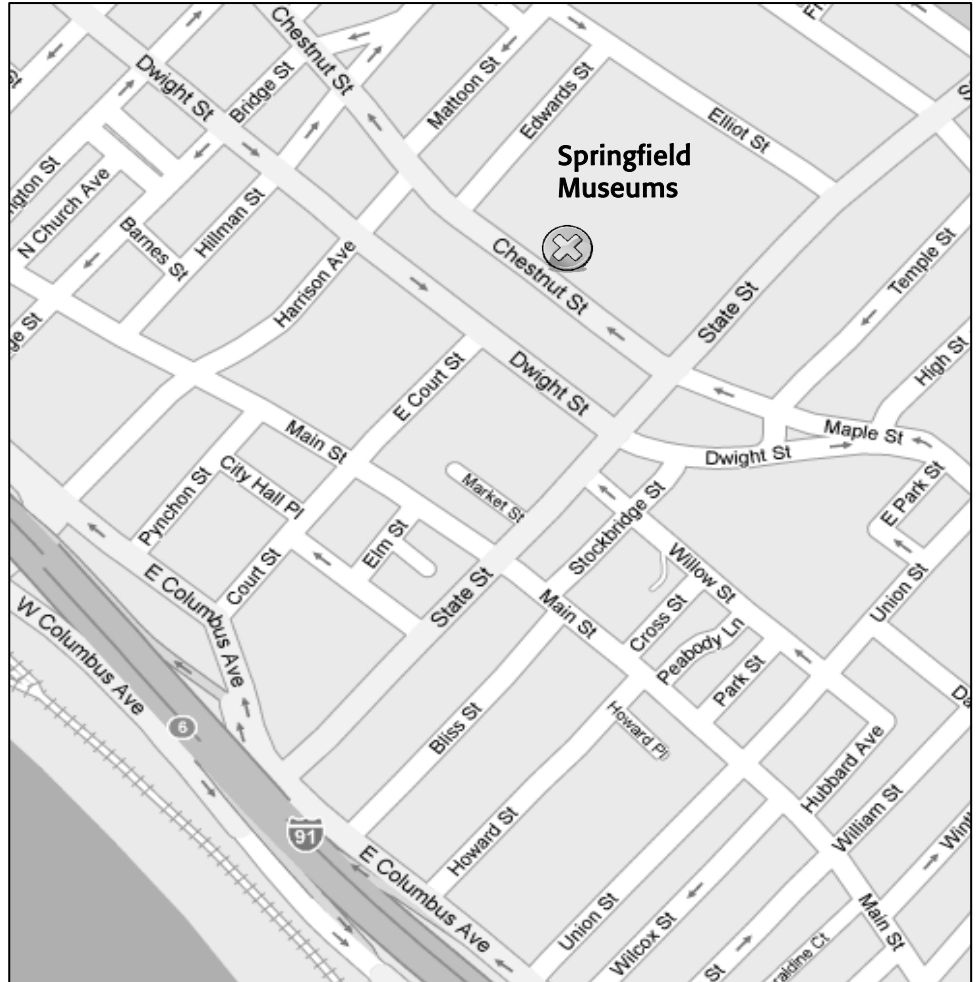 Chestnut St
Dwight St
Bridge St
Mattoon St
Edwards St
Elliot St
Springfield
Museums
N Church Ave
Barnes St
Hillman St
Harrison Ave
Chestnut St
State St
Temple St
High St
E Court St
Dwight St
Maple St
Dwight St
Main St
City Hall Pl
Market St
Pynchon St
Elm St
Court St
Stockbridge St
E Park St
Willow St
Union St
E Columbus Ave
State St
Main St
Cross St
Peabody Ln
Park St
W Columbus Ave
6
Bliss St
Howard Pl
Hubbard Ave
William St
91
Howard St
E Columbus Ave
Union St
Wilcox St
Main St
St